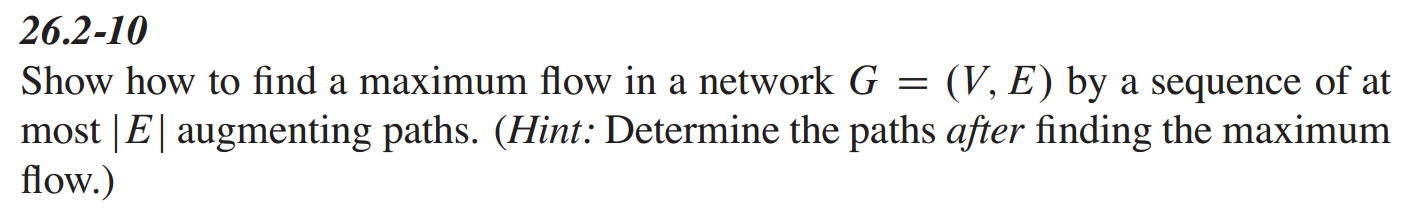 26.2-10
Show how to find a maximum flow in a network G = (V, E) by a sequence of at
most |E| augmenting paths. (Hint: Determine the paths after finding the maximum
flow.)